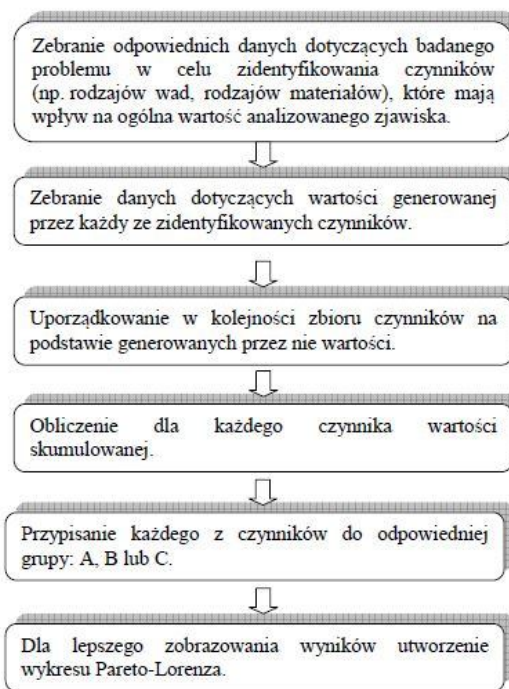 Zebranie odpowiednich danych dotyczących badanego
problemu w celu zidentyfikowania czynników
(np. rodzajów wad, rodzajów materiałów), które mają
wpływ na ogólna wartość analizowanego zjawiska.
Zebranie danych dotyczących wartości generowanej
przez każdy ze zidentyfikowanych czynników.
Uporządkowanie w kolejności zbioru czynników na
podstawie generowanych przez nie wartości.
Obliczenie dla każdego czynnika wartości
skumulowanej.
Przypisanie każdego z czynników do odpowiedniej
grupy: A, B lub C.
Dla lepszego zobrazowania wyników utworzenie
wykresu Pareto-Lorenza.